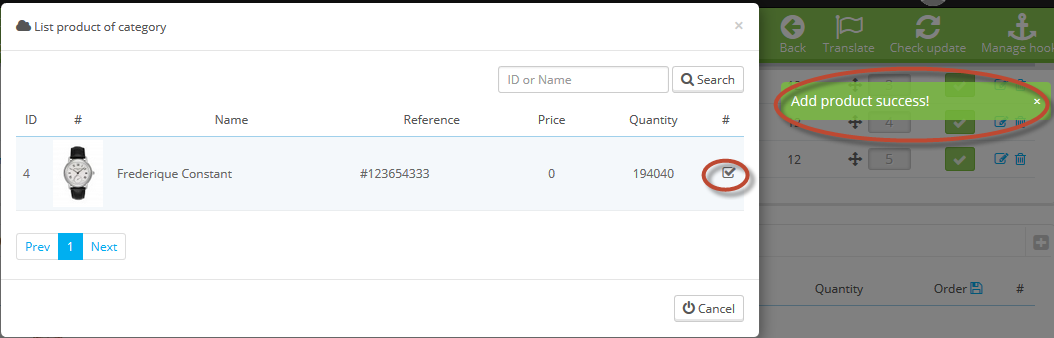 List product of category
×
Back Translate Check update Manage hook
ID or Name Search
Add product success! ×
ID # Name Reference Price Quantity #
4
12 5
4 Frederique Constant #123654333 0 194040
Prev 1 Next
Quantity Order #
Cancel